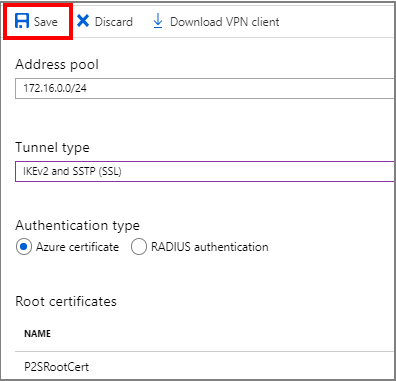 Save Discard Download VPN client
Address pool
172.16.0.0/24
Tunnel type
IKEv2 and SSTP (SSL)
Authentication type
Azure certificate RADIUS authentication
Root certificates
NAME
P2SRootCert